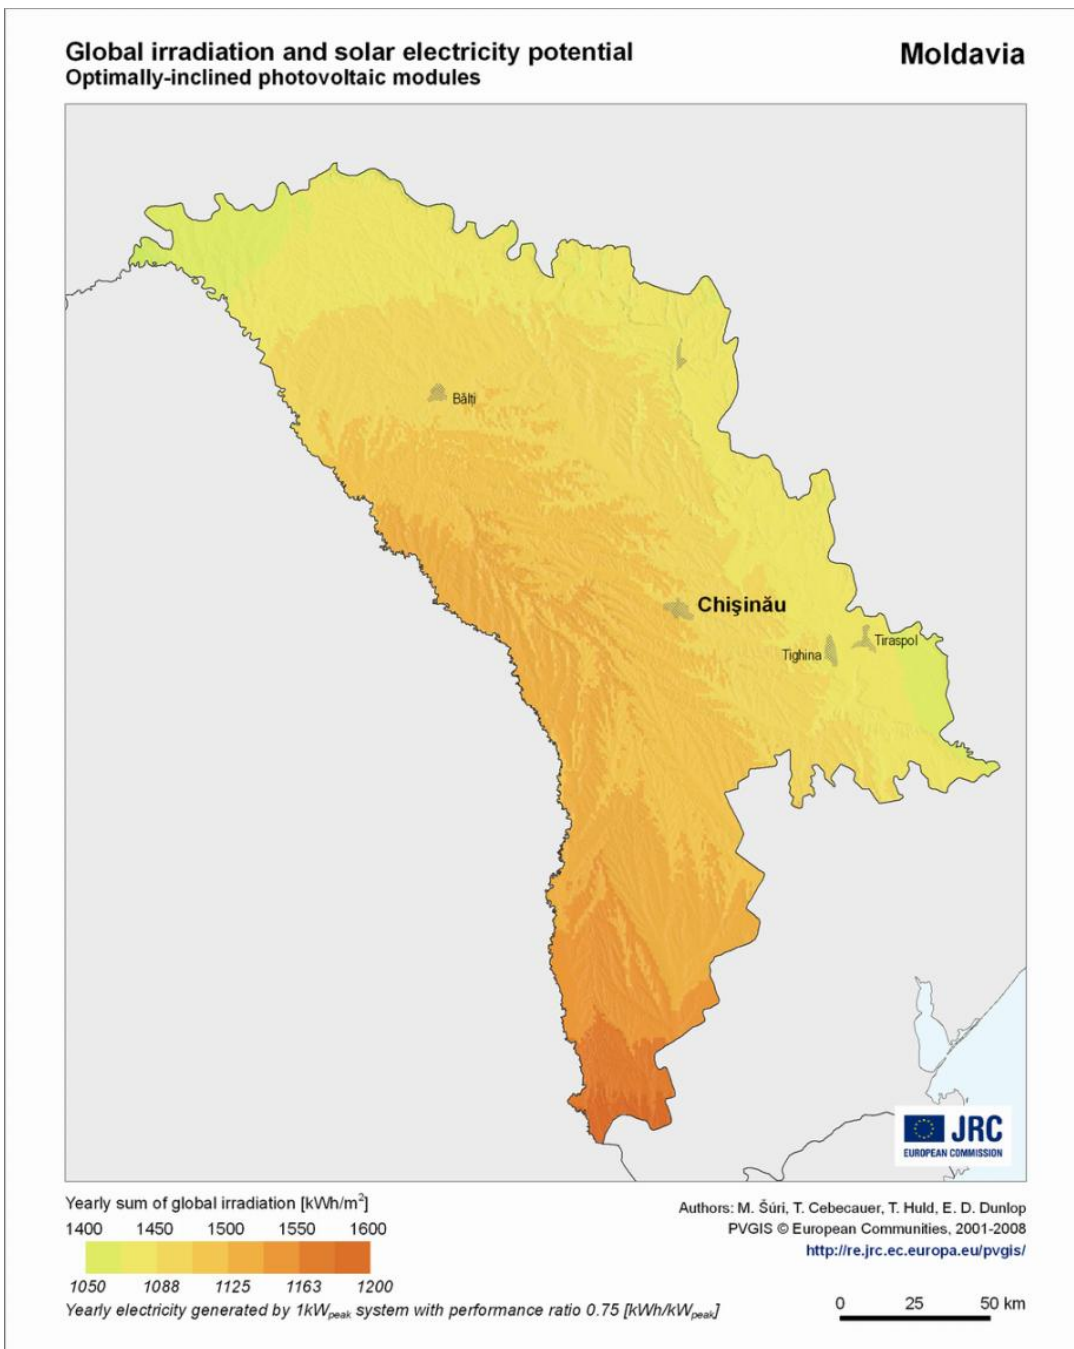 Global irradiation and solar electricity potential
Optimally-inclined photovoltaic modules
Moldavia
Bălți
Chişinău
Tighina
Tiraspol
JRC
EUROPEAN COMMISSION
Yearly sum of global irradiation [kWh/m²]
1400 1450 1500 1550 1600
1050 1088 1125 1163 1200
Yearly electricity generated by 1kWpeak system with performance ratio 0.75 [kWh/kWpeak]
Authors: M. Šúri, T. Cebecauer, T. Huld, E. D. Dunlop
PVGIS © European Communities, 2001-2008
http://re.jrc.ec.europa.eu/pvgis/
0 25 50 km